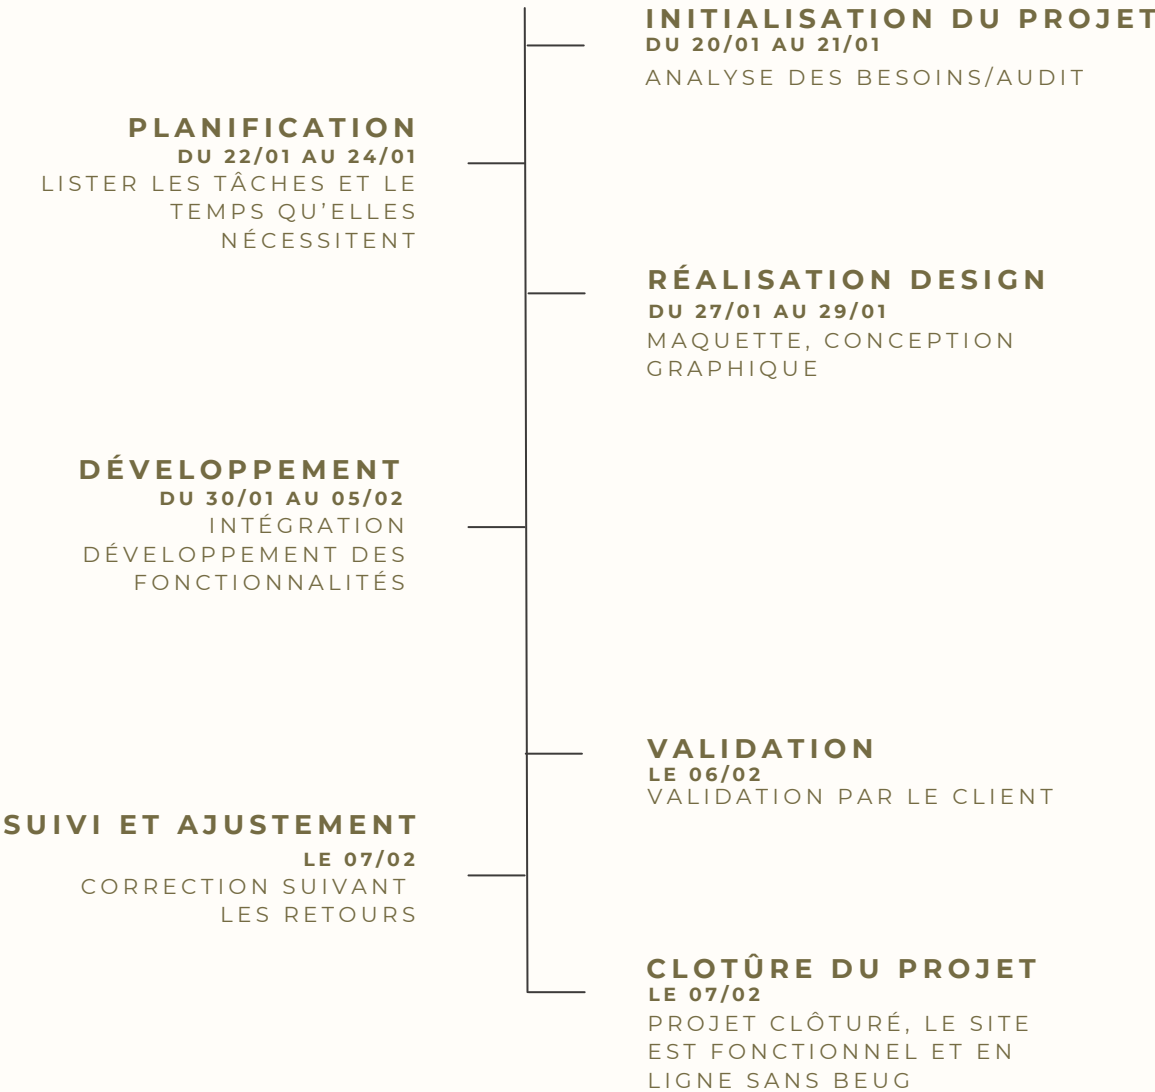 INITIALISATION DU PROJET
DU 20/01 AU 21/01
ANALYSE DES BESOINS/AUDIT
PLANIFICATION
DU 22/01 AU 24/01
LISTER LES TÂCHES ET LE
TEMPS QU'ELLES
NÉCESSITENT
RÉALISATION DESIGN
DU 27/01 AU 29/01
MAQUETTE, CONCEPTION
GRAPHIQUE
DÉVELOPPEMENT
DU 30/01 AU 05/02
INTÉGRATION
DÉVELOPPEMENT DES
FONCTIONNALITÉS
VALIDATION
LE 06/02
VALIDATION PAR LE CLIENT
SUIVI ET AJUSTEMENT
LE 07/02
CORRECTION SUIVANT
LES RETOURS
CLOTÛRE DU PROJET
LE 07/02
PROJET CLÔTURÉ, LE SITE
EST FONCTIONNEL ET EN
LIGNE SANS BEUG